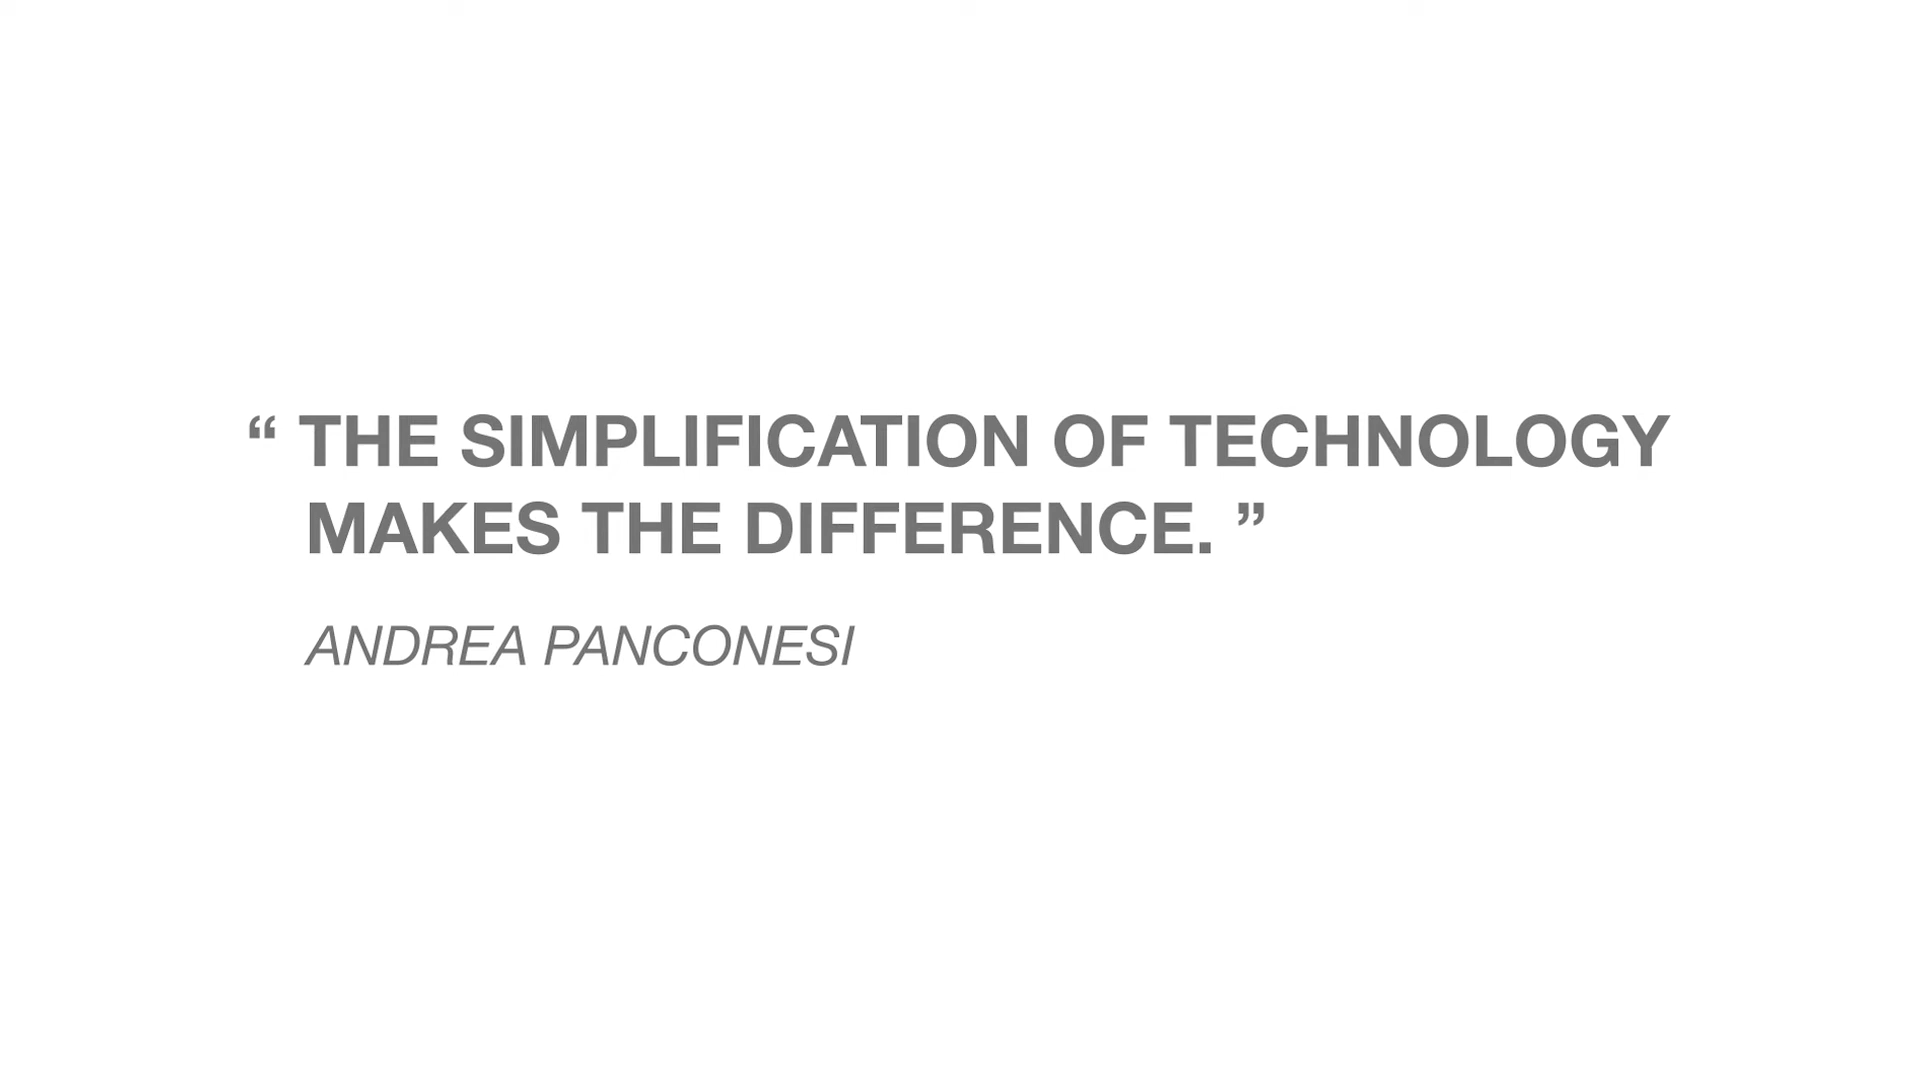 “ THE SIMPLIFICATION OF TECHNOLOGY
MAKES THE DIFFERENCE. ”
ANDREA PANCONESI